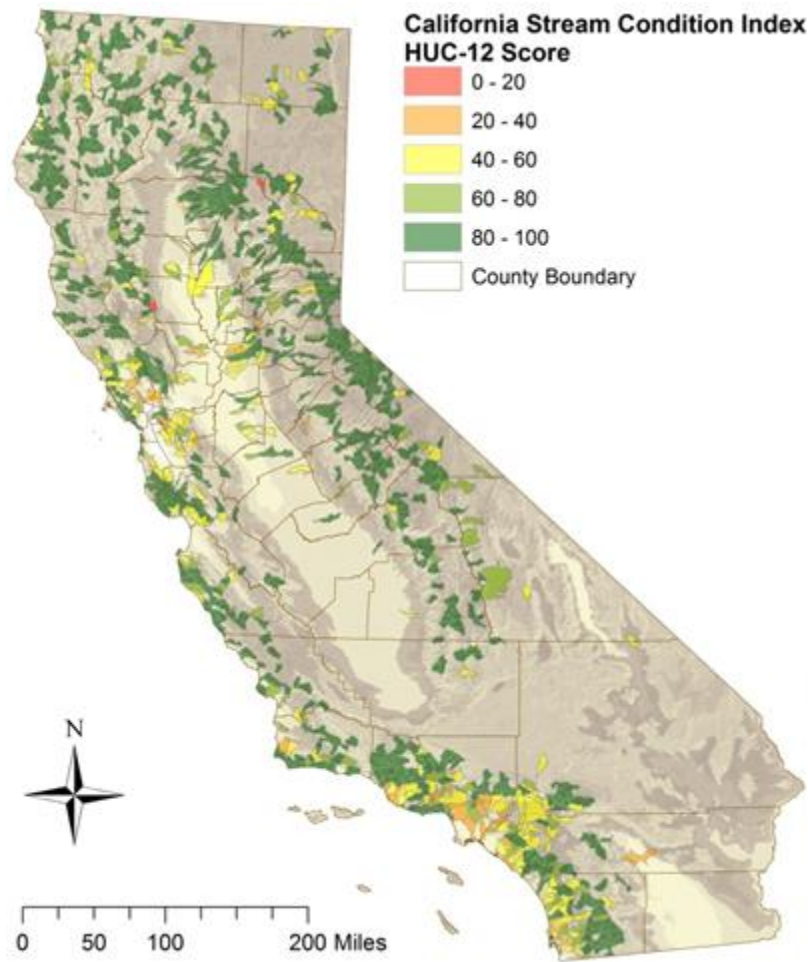 California Stream Condition Index
HUC-12 Score
0 - 20
20 - 40
40 - 60
60 - 80
80 - 100
County Boundary
N
0 50 100 200 Miles